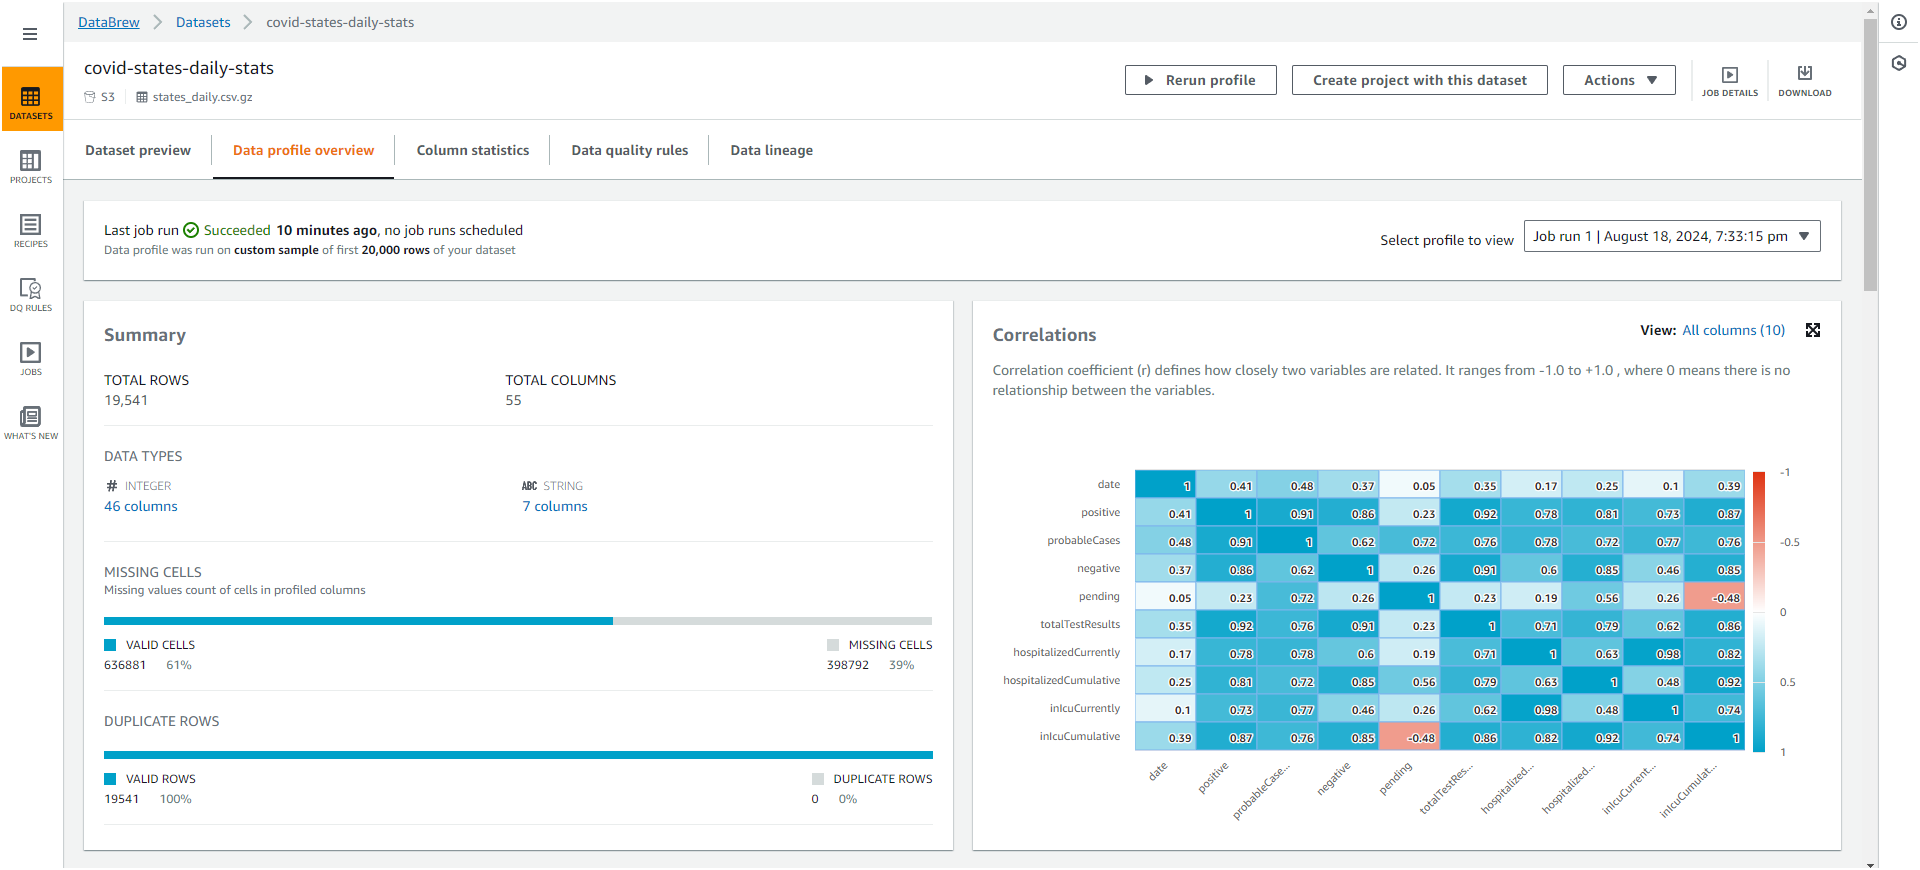 DataBrew > Datasets > covid-states-daily-stats
covid-states-daily-stats
S3 | states_daily.csv.gz
Rerun profile
Create project with this dataset
Actions
JOB DETAILS
DOWNLOAD
DATASETS
PROJECTS
RECIPES
DQ RULES
JOBS
WHAT'S NEW
Dataset preview
Data profile overview
Column statistics
Data quality rules
Data lineage
Last job run Succeeded 10 minutes ago, no job runs scheduled
Data profile was run on custom sample of first 20,000 rows of your dataset
Select profile to view
Job run 1 | August 18, 2024, 7:33:15 pm
Summary
TOTAL ROWS
19,541
TOTAL COLUMNS
55
DATA TYPES
# INTEGER
46 columns
ABC STRING
7 columns
MISSING CELLS
Missing values count of cells in profiled columns
VALID CELLS
636881 61%
MISSING CELLS
398792 39%
DUPLICATE ROWS
VALID ROWS
19541 100%
DUPLICATE ROWS
0 0%
Correlations
View: All columns (10)
Correlation coefficient (r) defines how closely two variables are related. It ranges from -1.0 to +1.0 , where 0 means there is no
relationship between the variables.
date 1 0.41 0.48 0.37 0.05 0.35 0.17 0.25 0.1 0.39
positive 0.41 1 0.91 0.86 0.23 0.92 0.78 0.81 0.73 0.87
probableCases 0.48 0.91 1 0.62 0.72 0.76 0.78 0.72 0.77 0.76
negative 0.37 0.86 0.62 1 0.26 0.91 0.6 0.85 0.46 0.85
pending 0.05 0.23 0.72 0.26 1 0.23 0.19 0.56 0.26 -0.48
totalTestResults 0.35 0.92 0.76 0.91 0.23 1 0.71 0.79 0.62 0.86
hospitalizedCurrently 0.17 0.78 0.78 0.6 0.19 0.71 1 0.63 0.98 0.82
hospitalizedCumulative 0.25 0.81 0.72 0.85 0.56 0.79 0.63 1 0.48 0.92
inIcuCurrently 0.1 0.73 0.77 0.46 0.26 0.62 0.98 0.48 1 0.74
inIcuCumulative 0.39 0.87 0.76 0.85 -0.48 0.86 0.82 0.92 0.74 1
date
positive
probableCase...
negative
pending
totalTestRes...
hospitalized...
hospitalized...
inIcuCurrent...
inIcuCumulat...
-1
-0.5
0
0.5
1